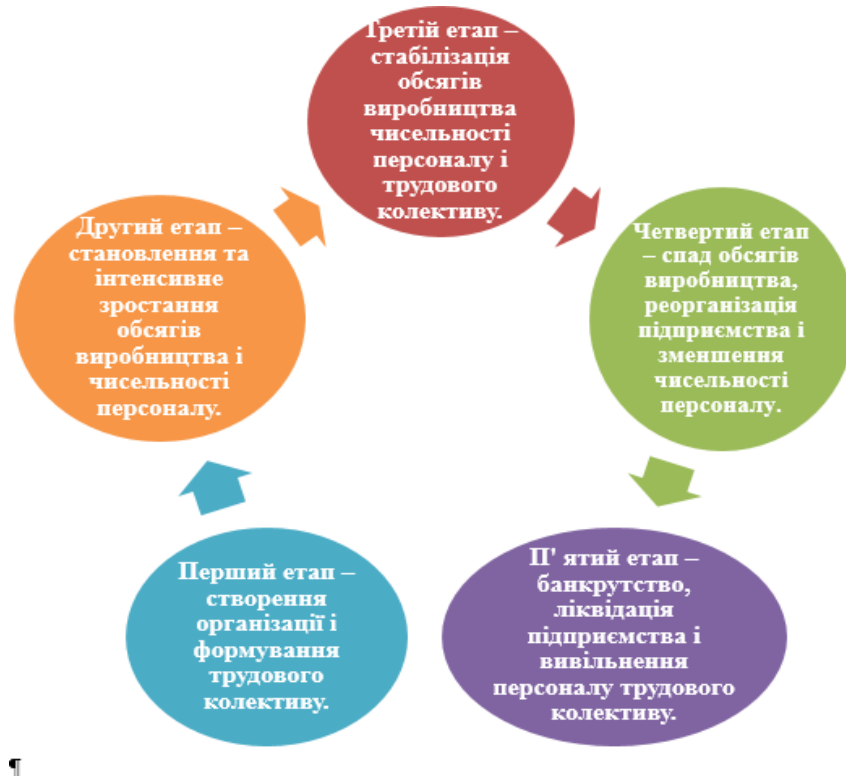 Третій етап –
стабілізація
обсягів
виробництва
чисельності
персоналу і
трудового
колективу.
Другий етап –
становлення та
інтенсивне
зростання
обсягів
виробництва і
чисельності
персоналу.
Четвертий етап
– спад обсягів
виробництва,
реорганізація
підприємства і
зменшення
чисельності
персоналу.
Перший етап –
створення
організації і
формування
трудового
колективу.
П' ятий етап –
банкрутство,
ліквідація
підприємства і
вивільнення
персоналу трудового
колективу.
¶